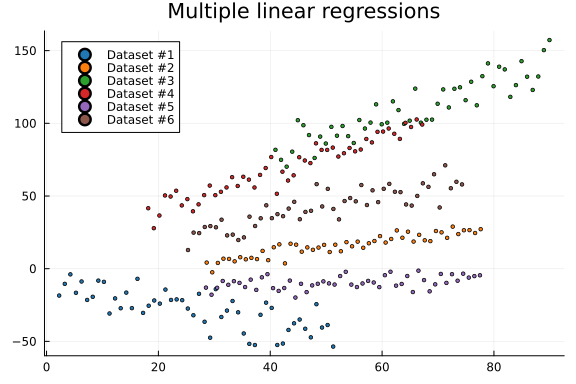 Multiple linear regressions
Dataset #1
Dataset #2
Dataset #3
Dataset #4
Dataset #5
Dataset #6
150
100
50
0
−50
0 20 40 60 80